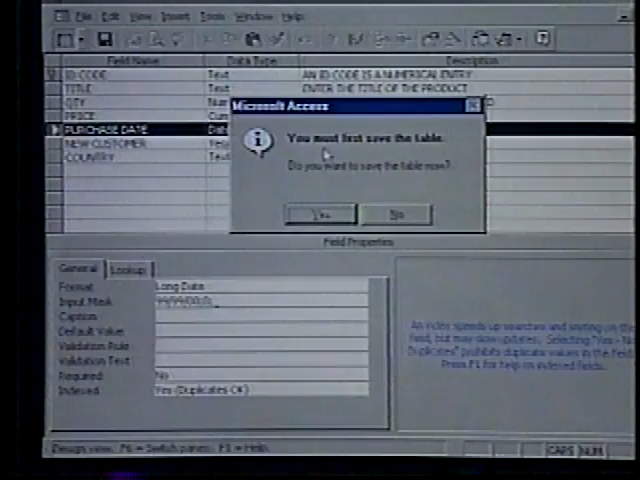 File Edit View Insert Tools Window Help
Field Name Data Type Description
ID CODE Text AN ID CODE IS A NUMERICAL ENTRY
TITLE Text ENTER THE TITLE OF THE PRODUCT
QTY
PRICE
PURCHASE DATE
NEW CUSTOMER
COUNTRY
Microsoft Access
You must first save the table.
Do you want to save the table now?
Yes No
Field Properties
General Lookup
Format Long Date
Input Mask 99/99/00;0;_
Caption
Default Value
Validation Rule
Validation Text
Required No
Indexed Yes (Duplicates OK)
An index speeds up searches and sorting on the
field, but may slow updates. Selecting "Yes - No
Duplicates" prohibits duplicate values in the field.
Press F1 for help on indexed fields.
Design view. F6 = Switch panes. F1 = Help.
CAPS NUM